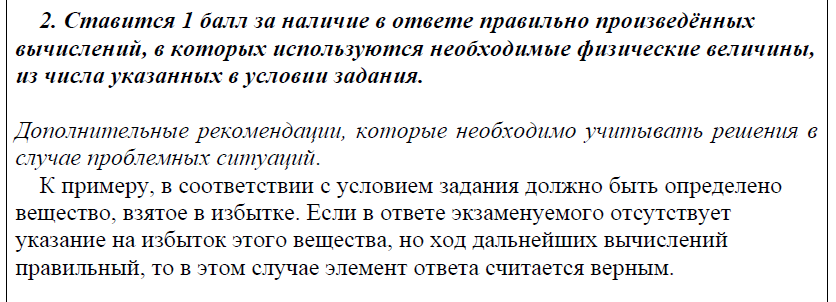 2. Ставится 1 балл за наличие в ответе правильно произведённых
вычислений, в которых используются необходимые физические величины,
из числа указанных в условии задания.
Дополнительные рекомендации, которые необходимо учитывать решения в
случае проблемных ситуаций.
К примеру, в соответствии с условием задания должно быть определено
вещество, взятое в избытке. Если в ответе экзаменуемого отсутствует
указание на избыток этого вещества, но ход дальнейших вычислений
правильный, то в этом случае элемент ответа считается верным.